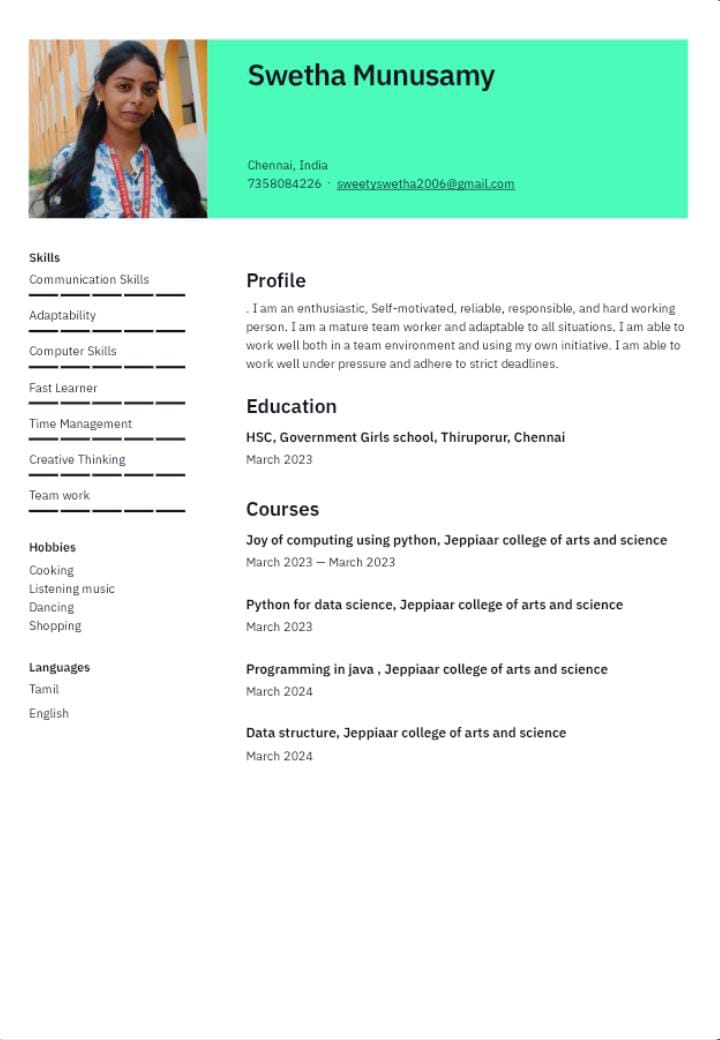 Swetha Munusamy
Chennai, India
7358084226 · sweetyswetha2006@gmail.com
Skills
Communication Skills
Adaptability
Computer Skills
Fast Learner
Time Management
Creative Thinking
Team work
Hobbies
Cooking
Listening music
Dancing
Shopping
Languages
Tamil
English
Profile
. I am an enthusiastic, Self-motivated, reliable, responsible, and hard working
person. I am a mature team worker and adaptable to all situations. I am able to
work well both in a team environment and using my own initiative. I am able to
work well under pressure and adhere to strict deadlines.
Education
HSC, Government Girls school, Thiruporur, Chennai
March 2023
Courses
Joy of computing using python, Jeppiaar college of arts and science
March 2023 — March 2023
Python for data science, Jeppiaar college of arts and science
March 2023
Programming in java , Jeppiaar college of arts and science
March 2024
Data structure, Jeppiaar college of arts and science
March 2024